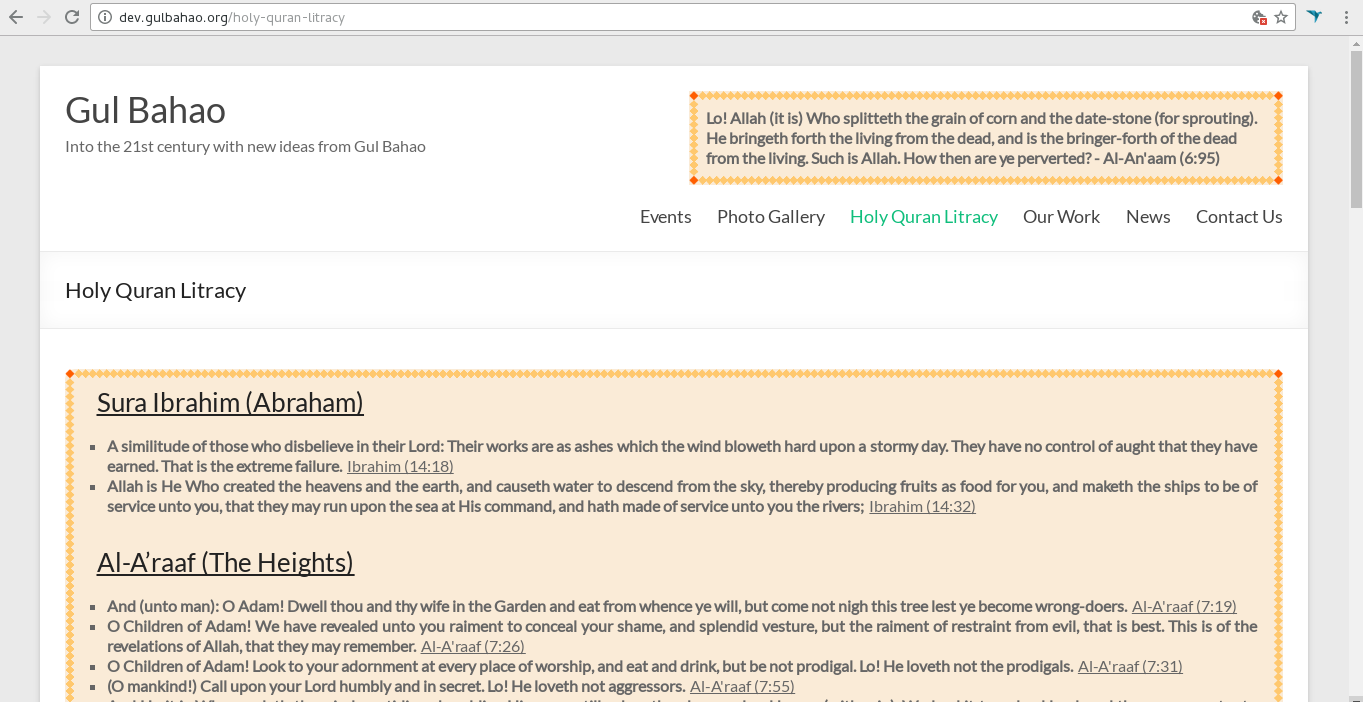 dev.gulbahao.org/holy-quran-litracy
Gul Bahao
Into the 21st century with new ideas from Gul Bahao
Lo! Allah (it is) Who splitteth the grain of corn and the date-stone (for sprouting).
He bringeth forth the living from the dead, and is the bringer-forth of the dead
from the living. Such is Allah. How then are ye perverted? - Al-An'aam (6:95)
Events Photo Gallery Holy Quran Litracy Our Work News Contact Us
Holy Quran Litracy
Sura Ibrahim (Abraham)
▪ A similitude of those who disbelieve in their Lord: Their works are as ashes which the wind bloweth hard upon a stormy day. They have no control of aught that they have
earned. That is the extreme failure. Ibrahim (14:18)
▪ Allah is He Who created the heavens and the earth, and causeth water to descend from the sky, thereby producing fruits as food for you, and maketh the ships to be of
service unto you, that they may run upon the sea at His command, and hath made of service unto you the rivers; Ibrahim (14:32)
Al-A’raaf (The Heights)
▪ And (unto man): O Adam! Dwell thou and thy wife in the Garden and eat from whence ye will, but come not nigh this tree lest ye become wrong-doers. Al-A'raaf (7:19)
▪ O Children of Adam! We have revealed unto you raiment to conceal your shame, and splendid vesture, but the raiment of restraint from evil, that is best. This is of the
revelations of Allah, that they may remember. Al-A'raaf (7:26)
▪ O Children of Adam! Look to your adornment at every place of worship, and eat and drink, but be not prodigal. Lo! He loveth not the prodigals. Al-A'raaf (7:31)
▪ (O mankind!) Call upon your Lord humbly and in secret. Lo! He loveth not aggressors. Al-A'raaf (7:55)